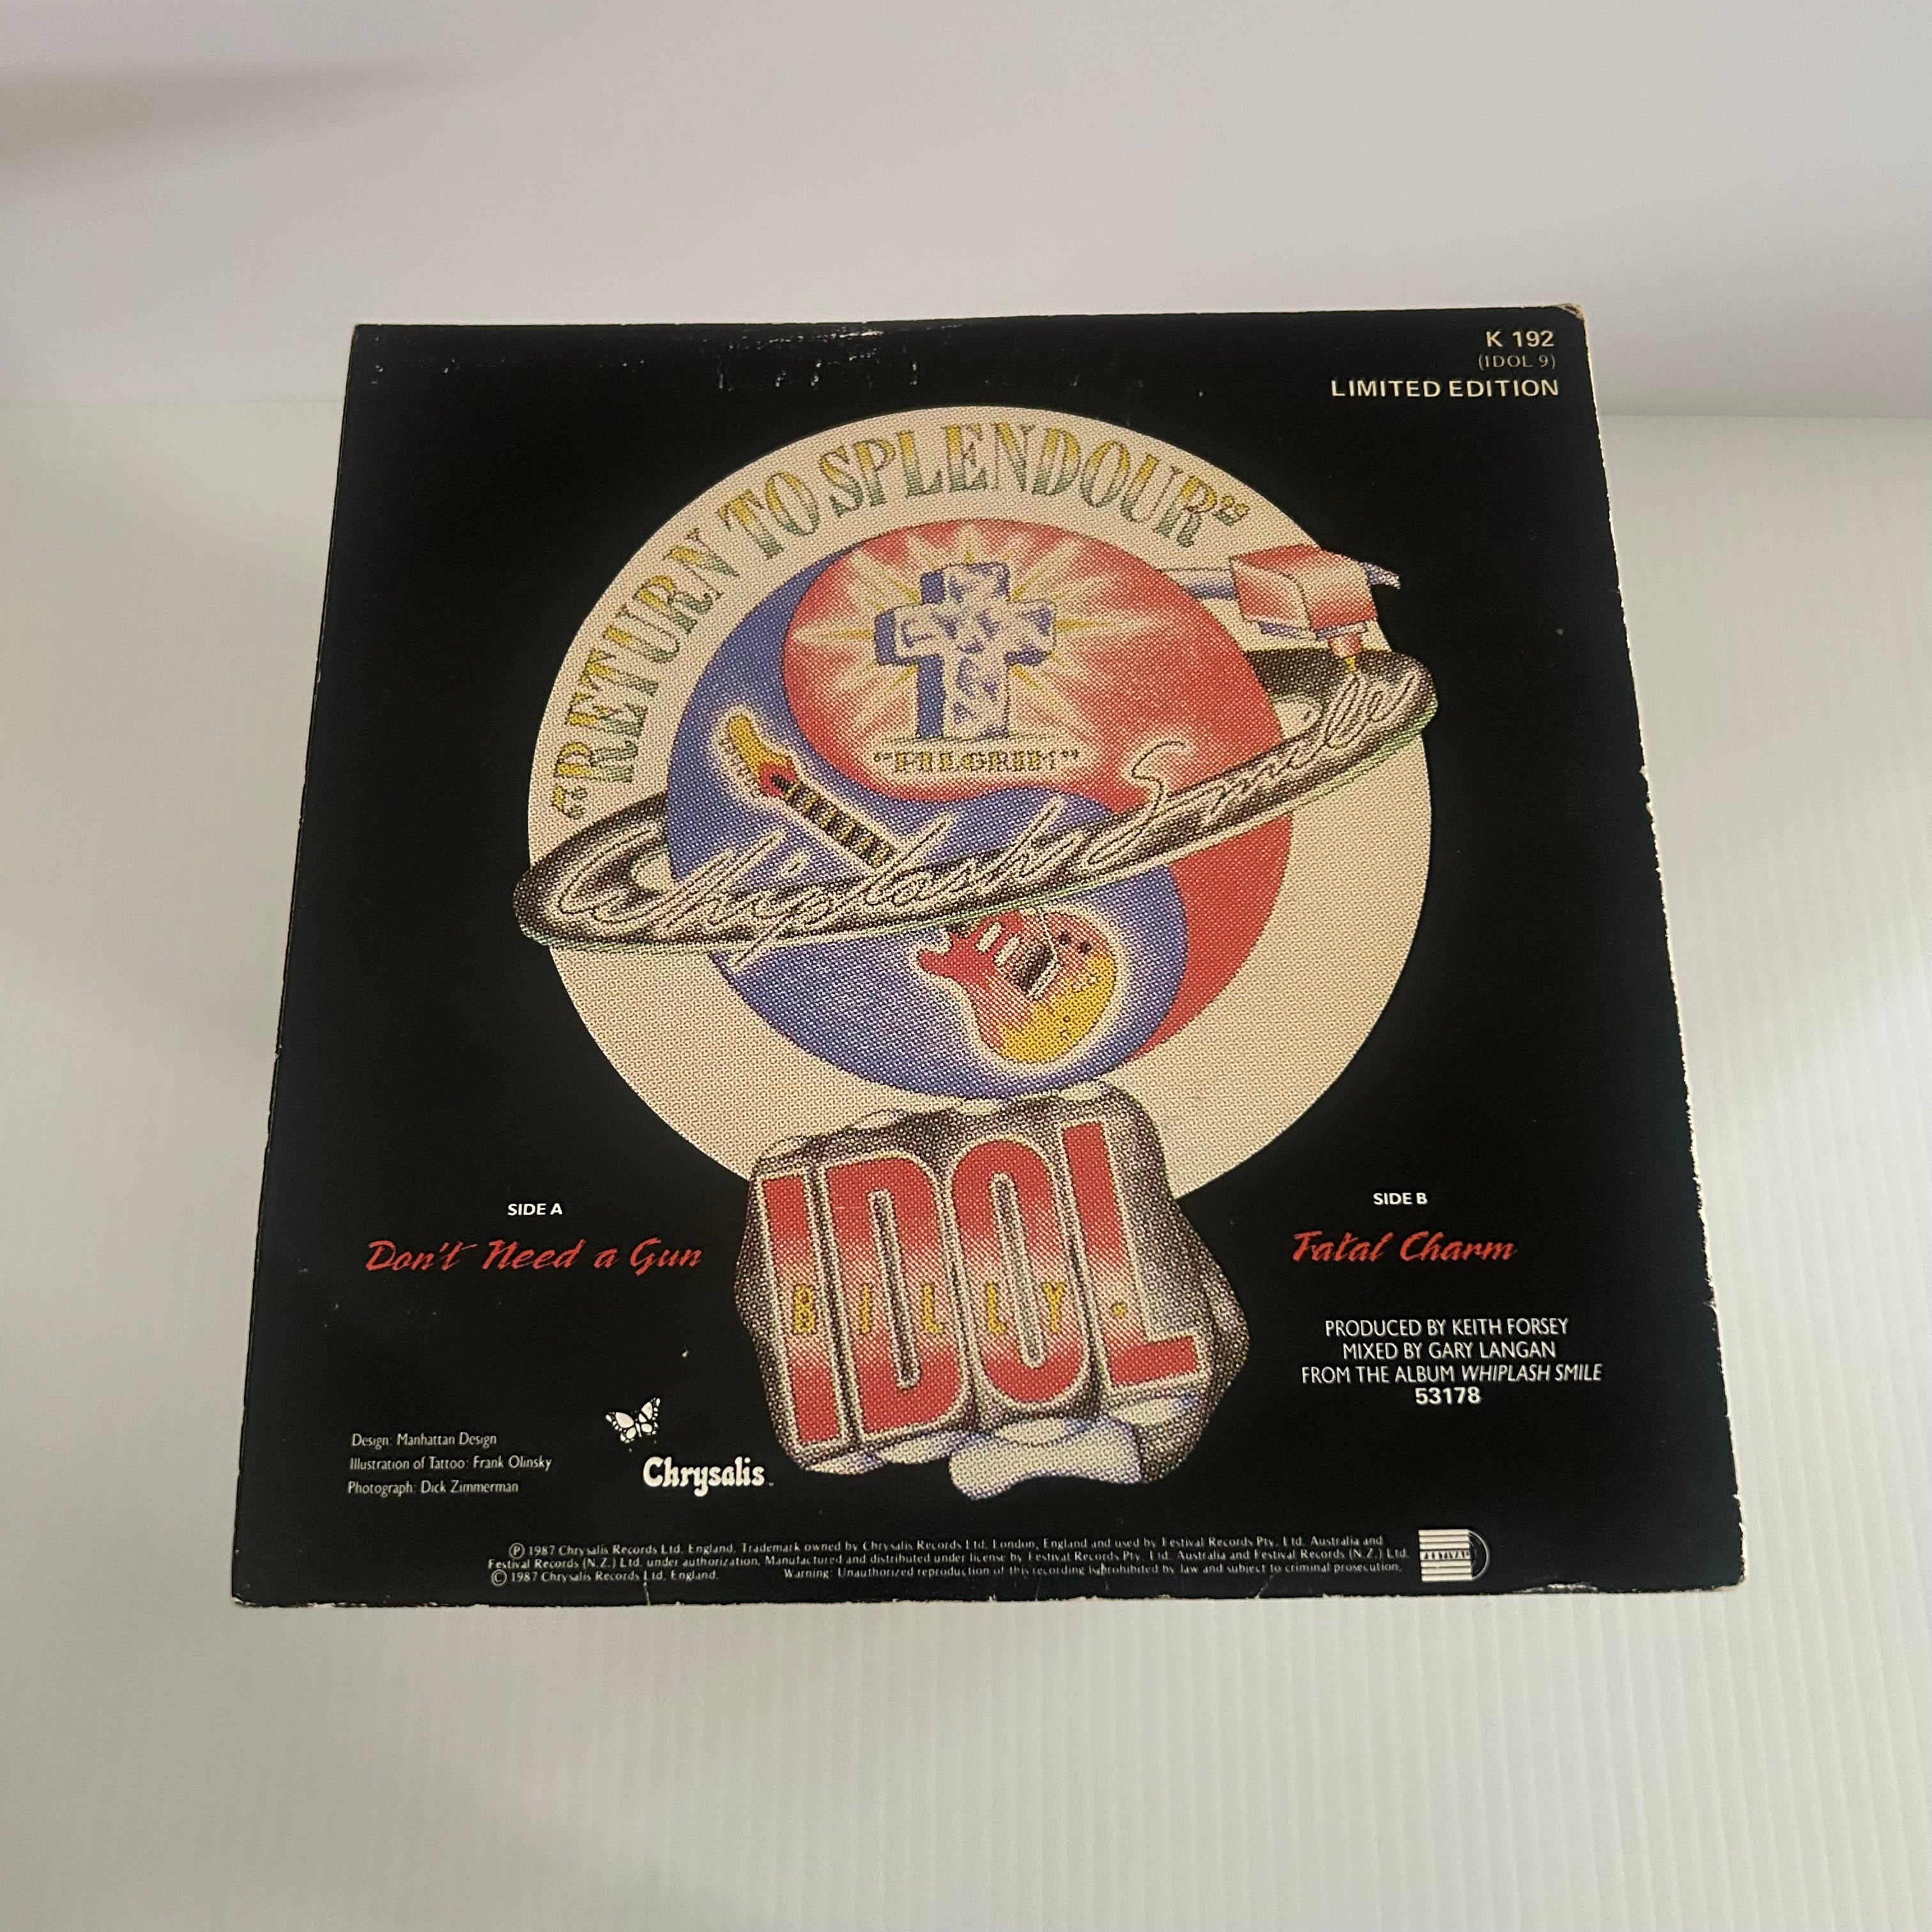 K 192
(IDOL 9)
LIMITED EDITION
"RETURN TO SPLENDOUR"
"PILGRIM"
Whiplash Smile
IDOL
BILLY
SIDE A
Don't Need a Gun
SIDE B
Fatal Charm
PRODUCED BY KEITH FORSEY
MIXED BY GARY LANGAN
FROM THE ALBUM WHIPLASH SMILE
53178
Design: Manhattan Design
Illustration of Tattoo: Frank Olinsky
Photograph: Dick Zimmerman
Chrysalis
Ⓟ 1987 Chrysalis Records Ltd. England. Trademark owned by Chrysalis Records Ltd. London, England and used by Festival Records Pty. Ltd. Australia and
Festival Records (N.Z.) Ltd. under authorization. Manufactured and distributed under license by Festival Records Pty. Ltd. Australia and Festival Records (N.Z.) Ltd.
© 1987 Chrysalis Records Ltd. England. Warning: Unauthorized reproduction of this recording is prohibited by law and subject to criminal prosecution.
FESTIVAL